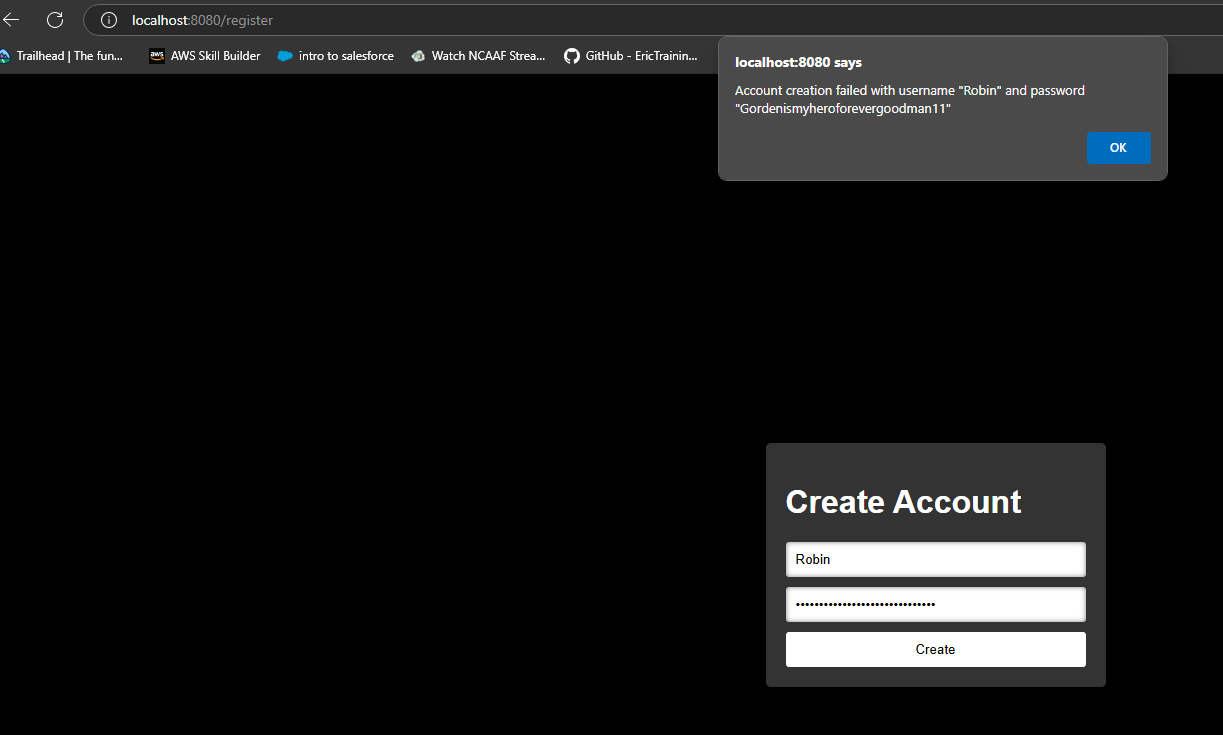 localhost:8080/register
Trailhead | The fun...
aws
AWS Skill Builder
intro to salesforce
Watch NCAAF Strea...
GitHub - EricTrainin...
localhost:8080 says
Account creation failed with username "Robin" and password
"Gordenismyheroforevergoodman11"
OK
Create Account
Robin
••••••••••••••••••••••••••••••
Create